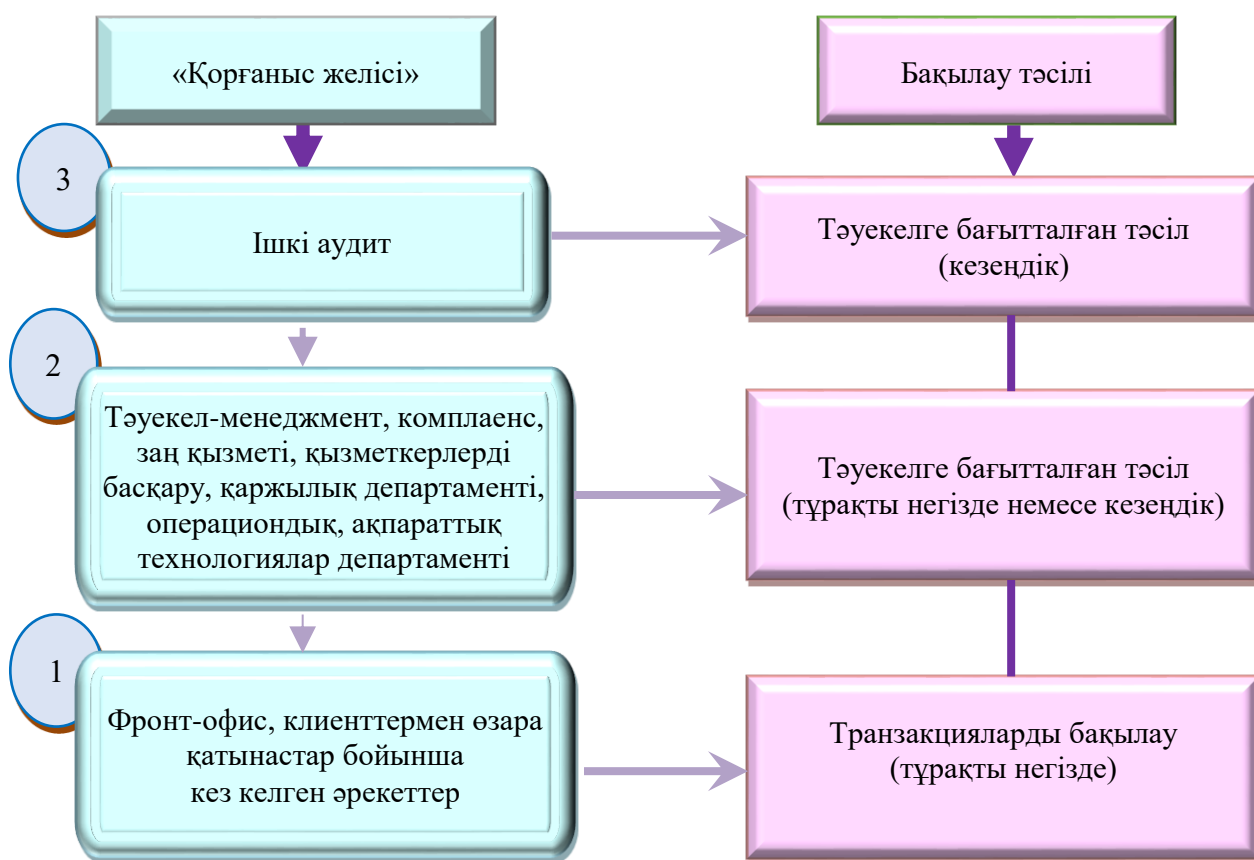 «Қорғаныс желісі»
Бақылау тәсілі
3
Ішкі аудит
Тәуекелге бағытталған тәсіл
(кезеңдік)
2
Тәуекел-менеджмент, комплаенс,
заң қызметі, қызметкерлерді
басқару, қаржылық департаменті,
операциондық, ақпараттық
технологиялар департаменті
Тәуекелге бағытталған тәсіл
(тұрақты негізде немесе кезеңдік)
1
Фронт-офис, клиенттермен өзара
қатынастар бойынша
кез келген әрекеттер
Транзакцияларды бақылау
(тұрақты негізде)